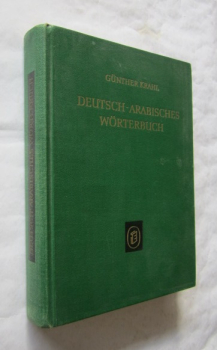 GÜNTHER KRAHL
DEUTSCH-ARABISCHES
WÖRTERBUCH